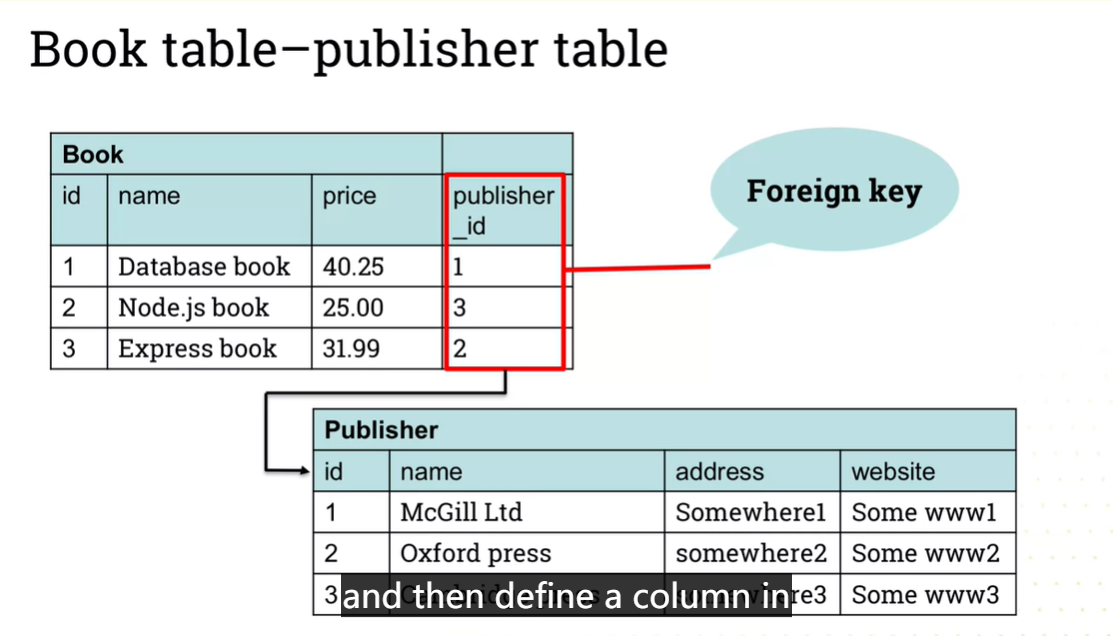 Book table–publisher table
Book
id name price publisher
_id
1 Database book 40.25 1
2 Node.js book 25.00 3
3 Express book 31.99 2
Foreign key
Publisher
id name address website
1 McGill Ltd Somewhere1 Some www1
2 Oxford press somewhere2 Some www2
3 Some www3
and then define a column in